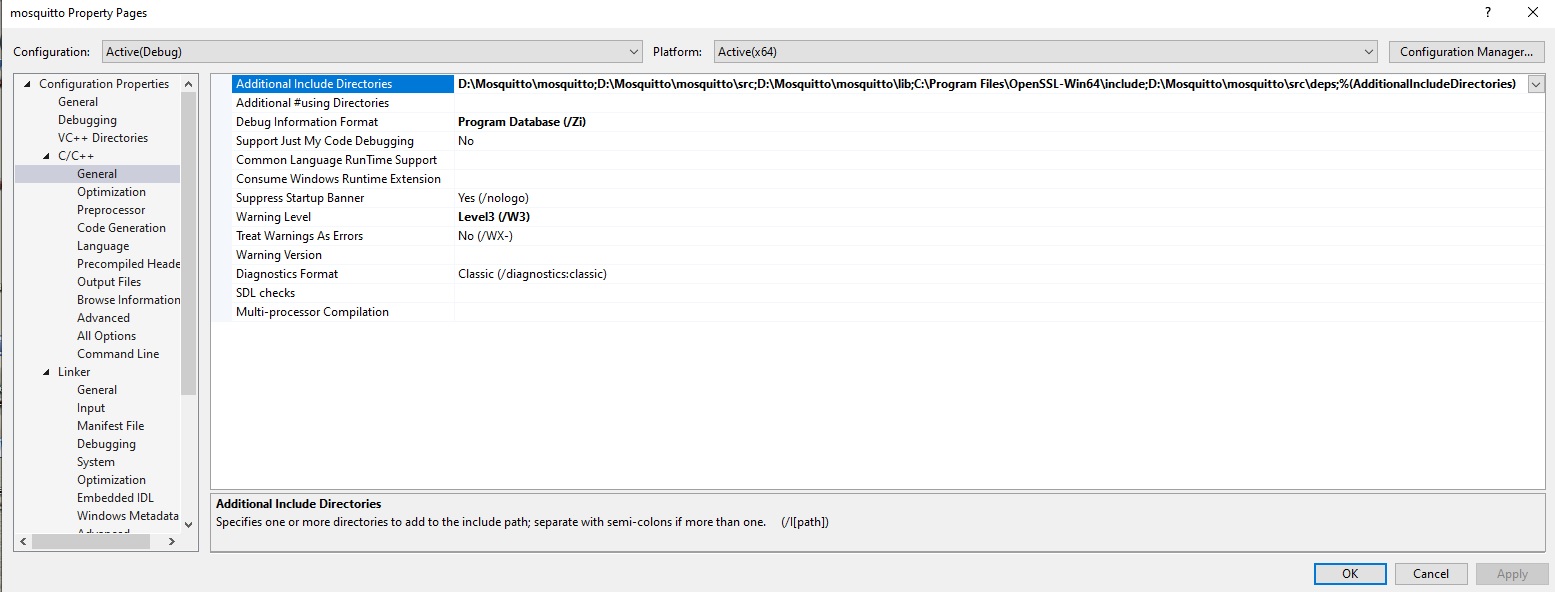 mosquitto Property Pages
?
Configuration: Active(Debug) Platform: Active(x64) Configuration Manager...
Configuration Properties
General
Debugging
VC++ Directories
C/C++
General
Optimization
Preprocessor
Code Generation
Language
Precompiled Heade
Output Files
Browse Information
Advanced
All Options
Command Line
Linker
General
Input
Manifest File
Debugging
System
Optimization
Embedded IDL
Windows Metadata
Advanced
Additional Include Directories D:\Mosquitto\mosquitto;D:\Mosquitto\mosquitto\src;D:\Mosquitto\mosquitto\lib;C:\Program Files\OpenSSL-Win64\include;D:\Mosquitto\mosquitto\src\deps;%(AdditionalIncludeDirectories)
Additional #using Directories
Debug Information Format Program Database (/Zi)
Support Just My Code Debugging No
Common Language RunTime Support
Consume Windows Runtime Extension
Suppress Startup Banner Yes (/nologo)
Warning Level Level3 (/W3)
Treat Warnings As Errors No (/WX-)
Warning Version
Diagnostics Format Classic (/diagnostics:classic)
SDL checks
Multi-processor Compilation
Additional Include Directories
Specifies one or more directories to add to the include path; separate with semi-colons if more than one. (/I[path])
OK Cancel Apply